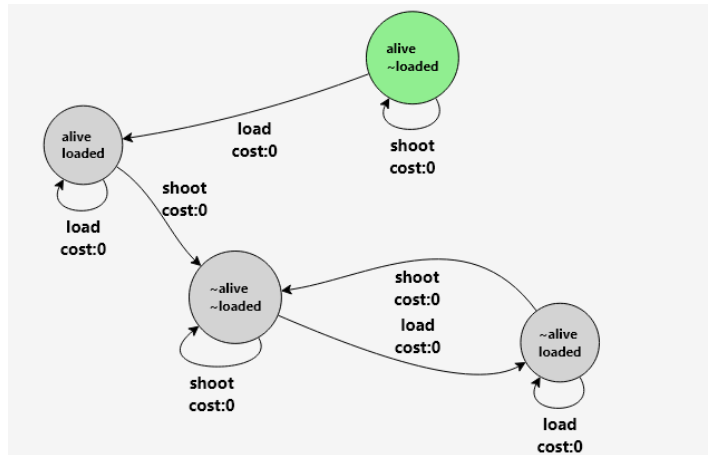 alive
~loaded
load
cost:0
shoot
cost:0
alive
loaded
load
cost:0
shoot
cost:0
~alive
~loaded
shoot
cost:0
shoot
cost:0
load
cost:0
~alive
loaded
load
cost:0